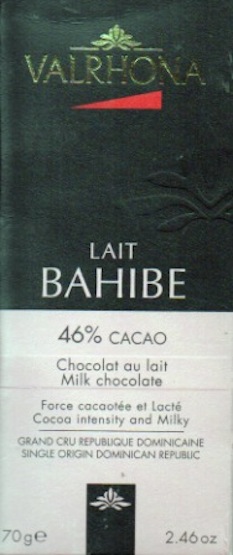 VALRHONA
LAIT
BAHIBE
46% CACAO
Chocolat au lait
Milk chocolate
Force cacaotée et Lacté
Cocoa intensity and Milky
GRAND CRU REPUBLIQUE DOMINICAINE
SINGLE ORIGIN DOMINICAN REPUBLIC
70g℮ 2.46oz